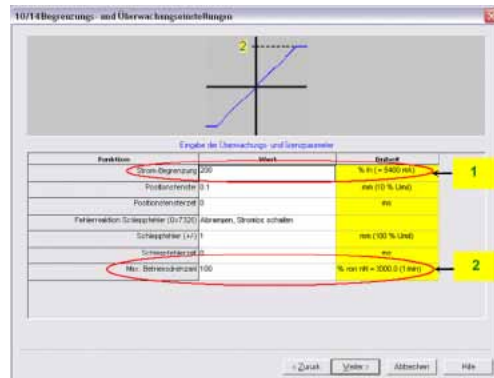 10/14 Begrenzungs- und Überwachungseinstellungen
2
Eingabe der Überwachungs- und Grenzparameter
Funktion Wert Einheit
Strom-Begrenzung 200 % In (= 5400 mA)
1
Positionsfenster 0.1 mm (10 % Umd)
Positionsfensterzeit 0 ms
Fehlerreaktion Schleppfehler (0x7320) Abbremsen, Stromlos schalten
Schleppfehler (+/-) 1 mm (100 % Umd)
Schleppfehlerzeit 0 ms
Max. Betriebsdrehzahl 100 % von nN = 3000.0 (1/min)
2
< Zurück Weiter > Abbrechen Hilfe